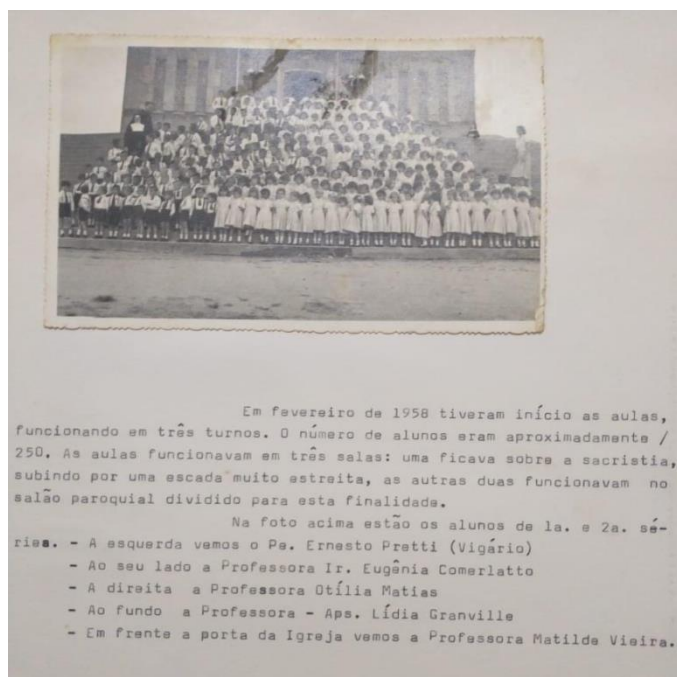 Em fevereiro de 1958 tiveram início as aulas,
funcionando em três turnos. O número de alunos eram aproximadamente /
250. As aulas funcionavam em três salas: uma ficava sobre a sacristia,
subindo por uma escada muito estreita, as autras duas funcionavam no
salão paroquial dividido para esta finalidade.
Na foto acima estão os alunos de 1a. e 2a. sé-
ries. - A esquerda vemos o Pe. Ernesto Pretti (Vigário)
- Ao seu lado a Professora Ir. Eugênia Comerlatto
- A direita a Professora Otília Matias
- Ao fundo a Professora - Aps. Lídia Granville
- Em frente a porta da Igreja vemos a Professora Matilde Vieira.